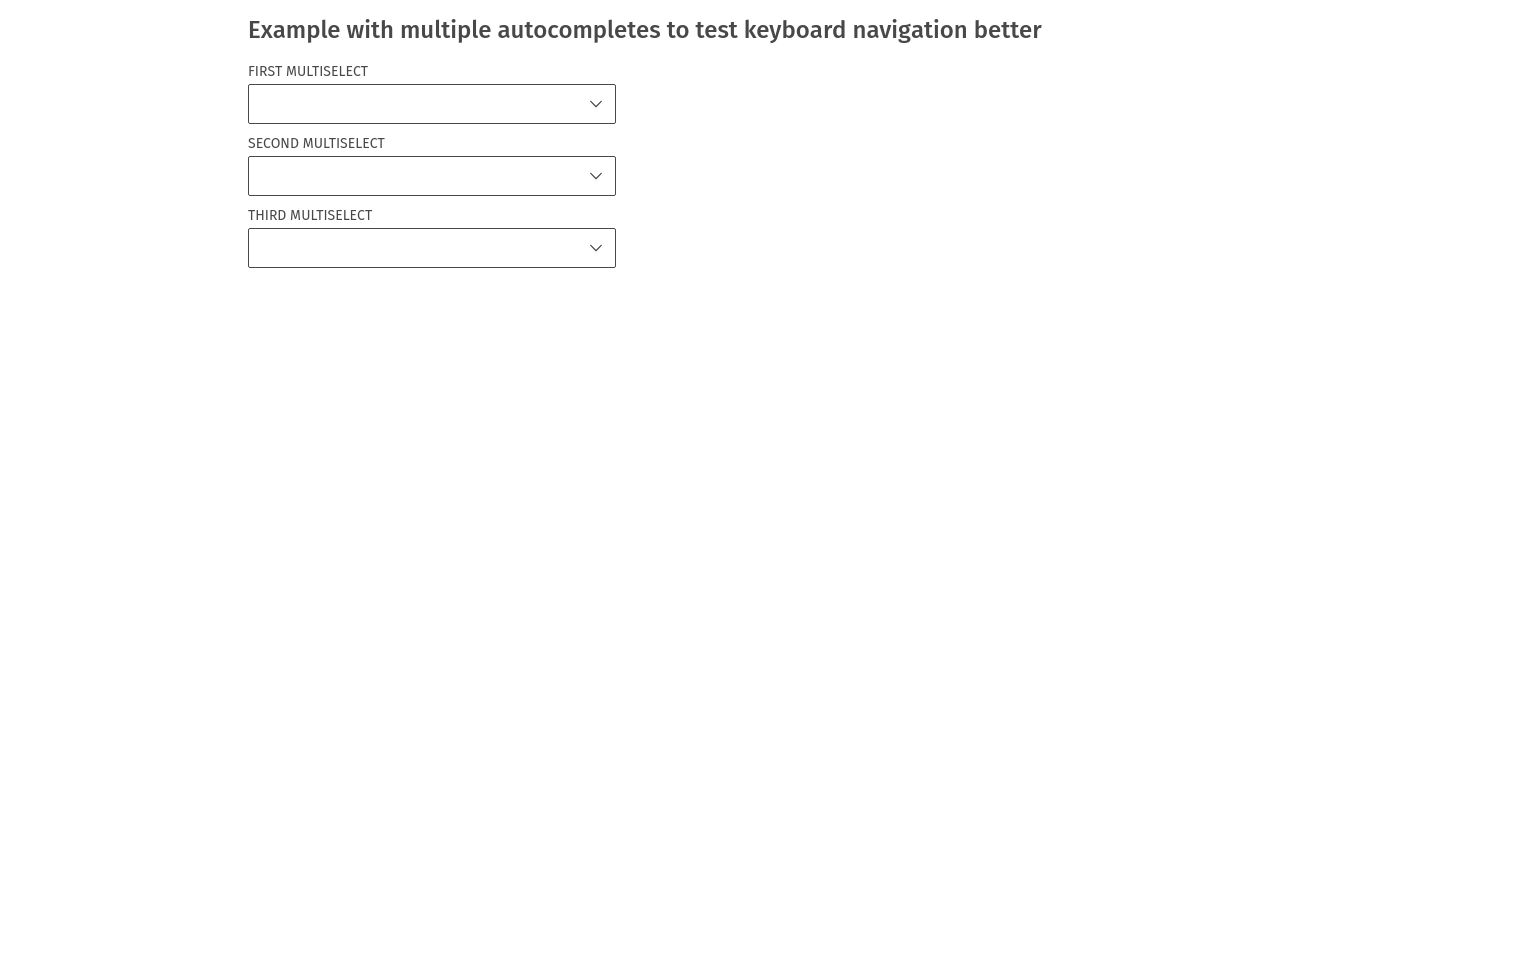 Example with multiple autocompletes to test keyboard navigation better
FIRST MULTISELECT
SECOND MULTISELECT
THIRD MULTISELECT